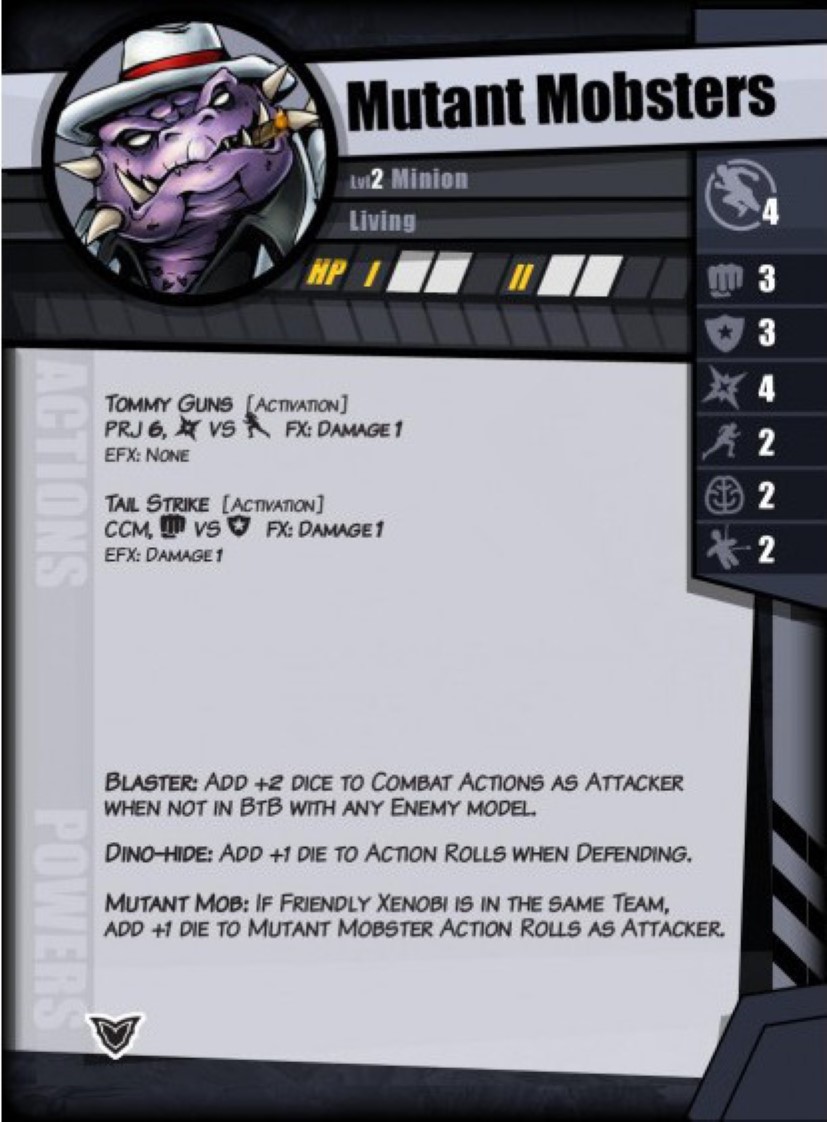 Mutant Mobsters
Lvl2 Minion
Living
4
HP I II
3
3
4
2
2
2
ACTIONS
TOMMY GUNS [ACTIVATION]
PRJ 6, VS FX: DAMAGE 1
EFX: NONE
TAIL STRIKE [ACTIVATION]
CCM, VS FX: DAMAGE 1
EFX: DAMAGE 1
POWERS
BLASTER: ADD +2 DICE TO COMBAT ACTIONS AS ATTACKER
WHEN NOT IN BTB WITH ANY ENEMY MODEL.
DINO-HIDE: ADD +1 DIE TO ACTION ROLLS WHEN DEFENDING.
MUTANT MOB: IF FRIENDLY XENOBI IS IN THE SAME TEAM,
ADD +1 DIE TO MUTANT MOBSTER ACTION ROLLS AS ATTACKER.